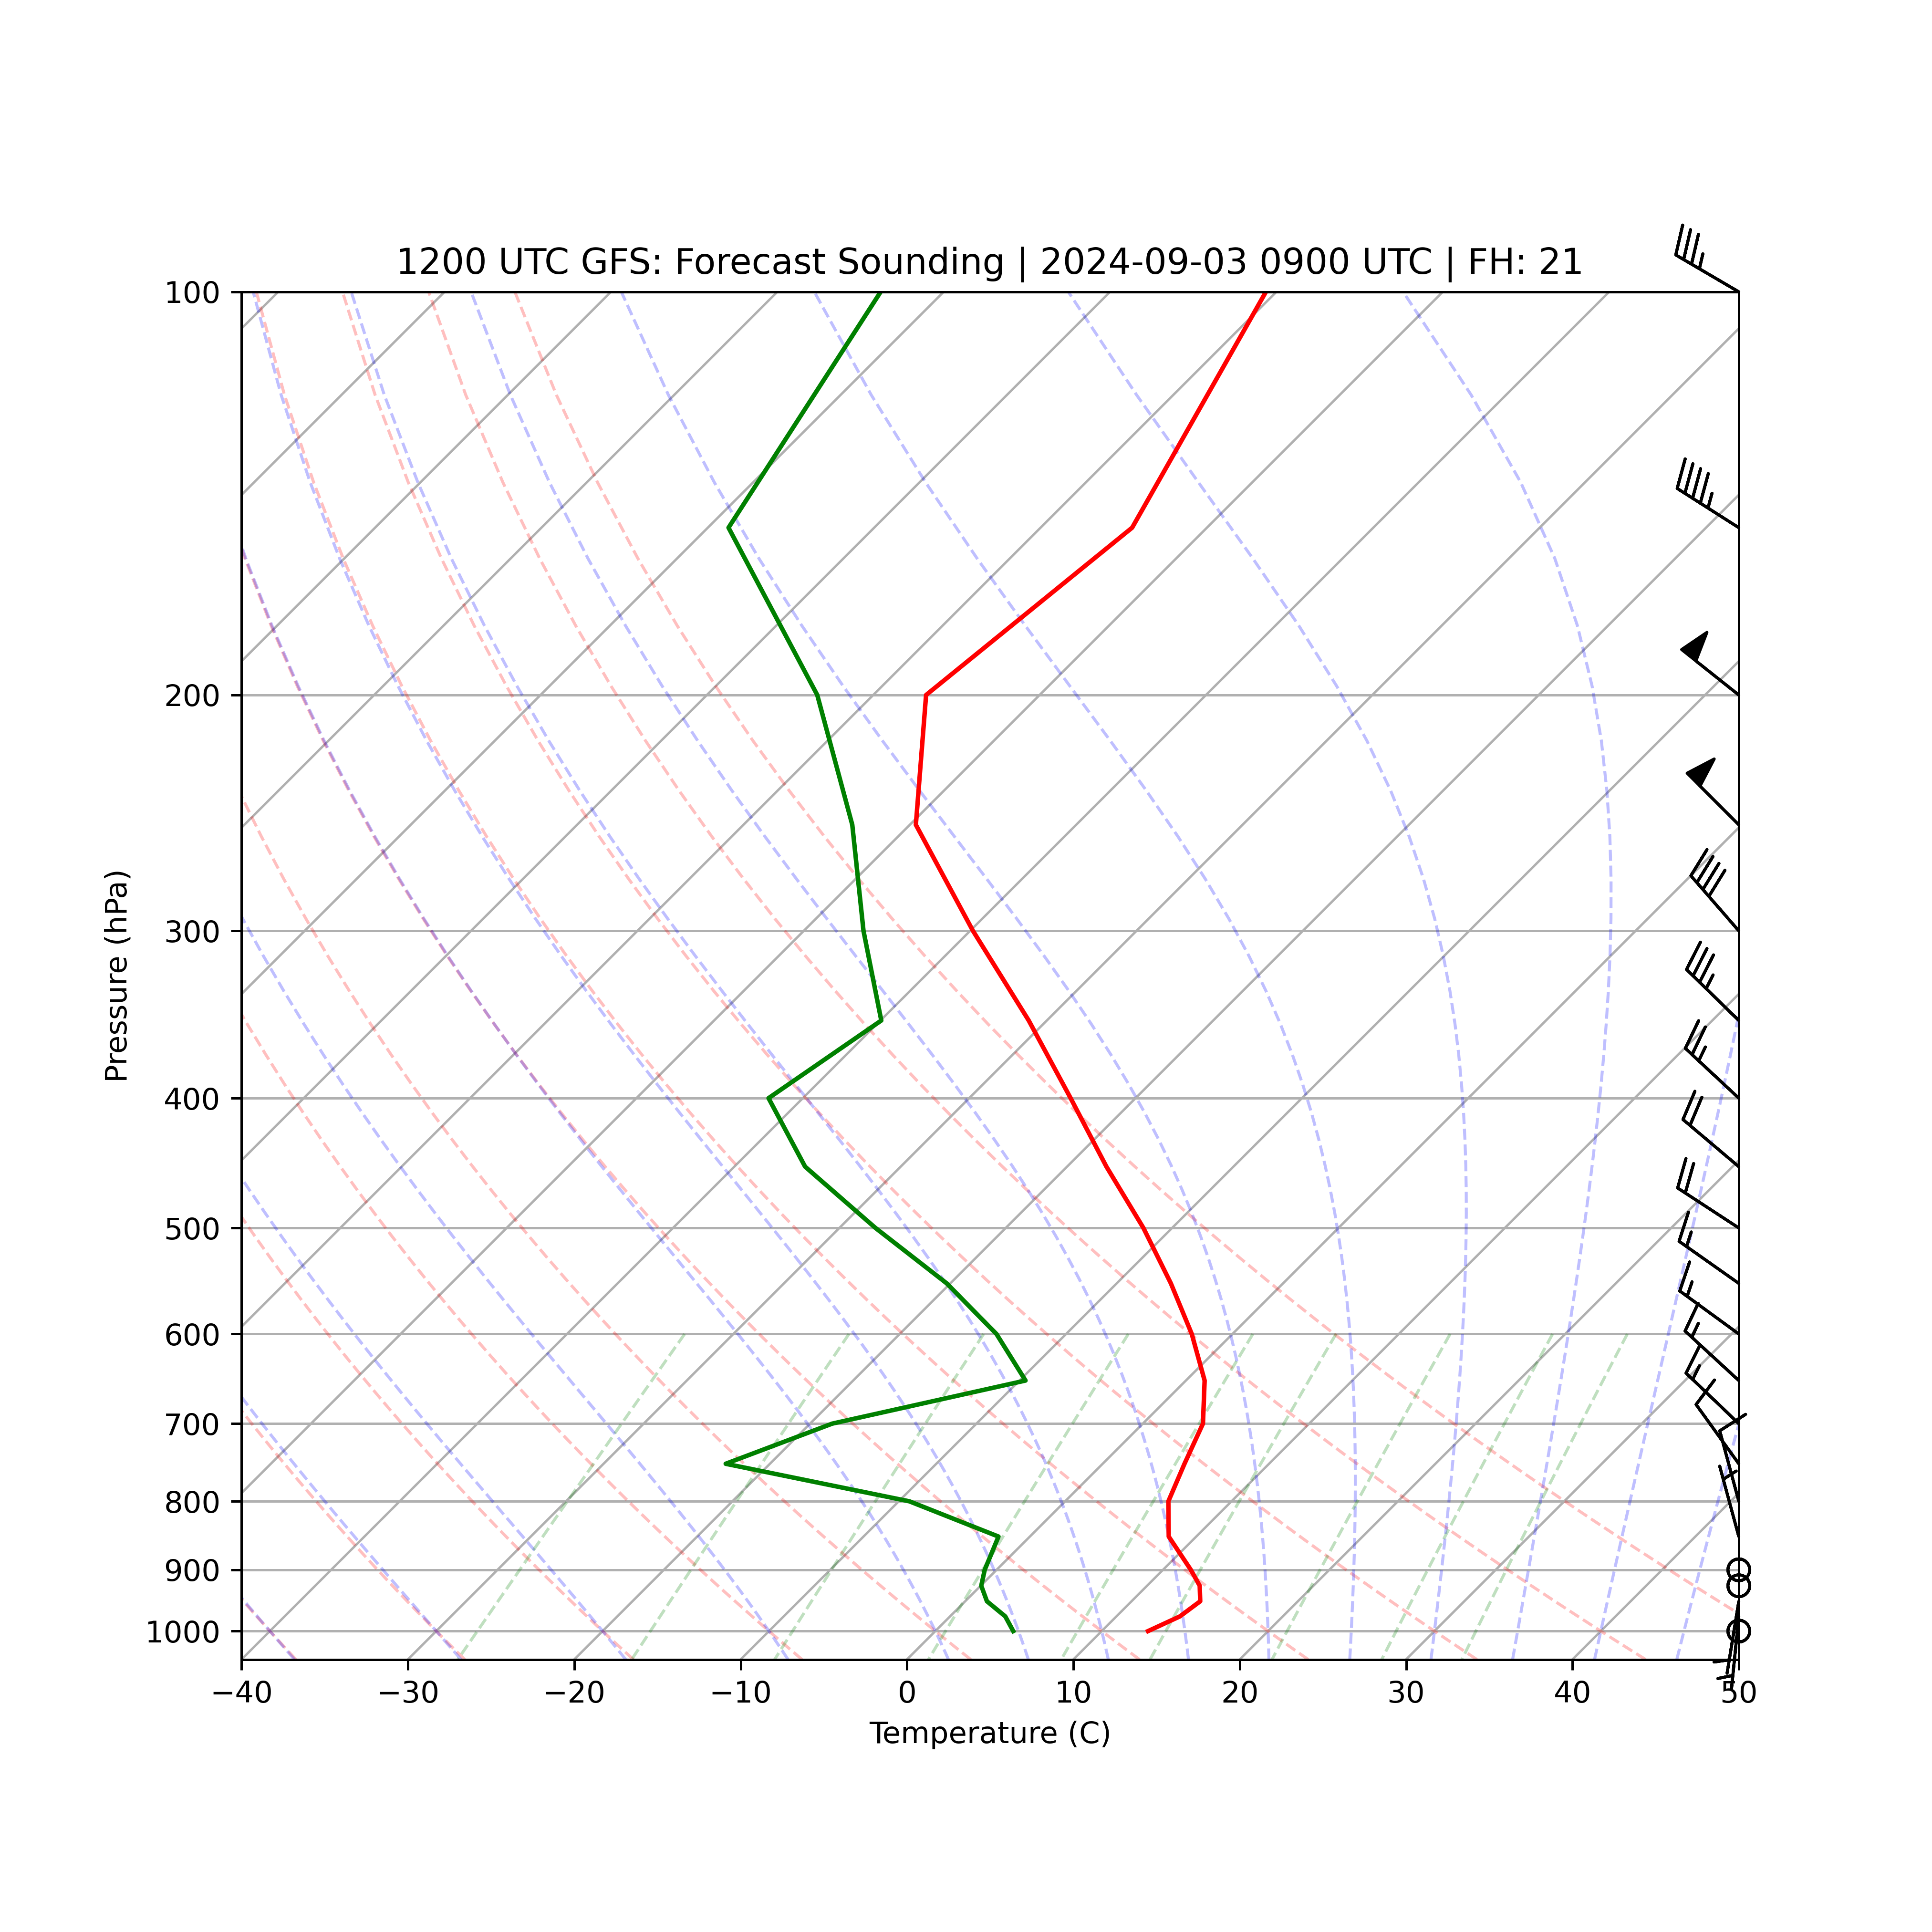 1200 UTC GFS: Forecast Sounding | 2024-09-03 0900 UTC | FH: 21
100
200
300
400
500
600
700
800
900
1000
Pressure (hPa)
−40 −30 −20 −10 0 10 20 30 40 50
Temperature (C)